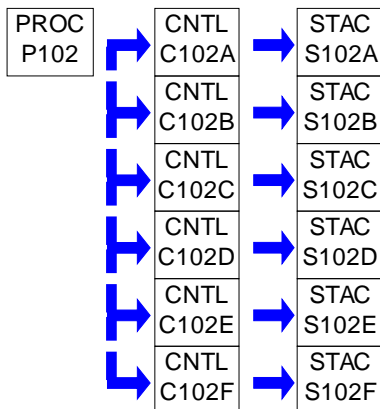 PROC
P102
CNTL
C102A
STAC
S102A
CNTL
C102B
STAC
S102B
CNTL
C102C
STAC
S102C
CNTL
C102D
STAC
S102D
CNTL
C102E
STAC
S102E
CNTL
C102F
STAC
S102F